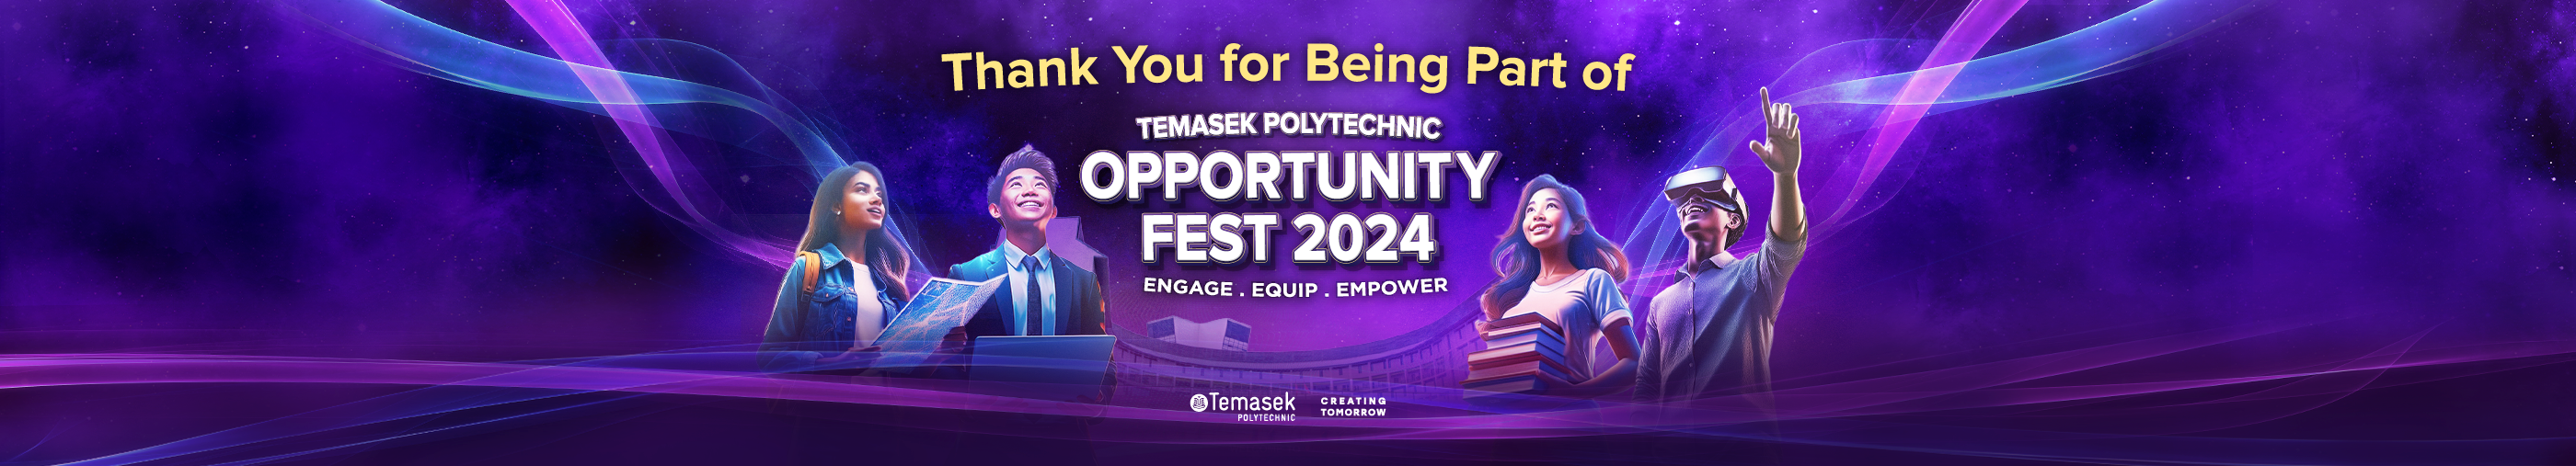 Thank You for Being Part of
TEMASEK POLYTECHNIC
OPPORTUNITY
FEST 2024
ENGAGE . EQUIP . EMPOWER
Temasek
POLYTECHNIC
CREATING
TOMORROW